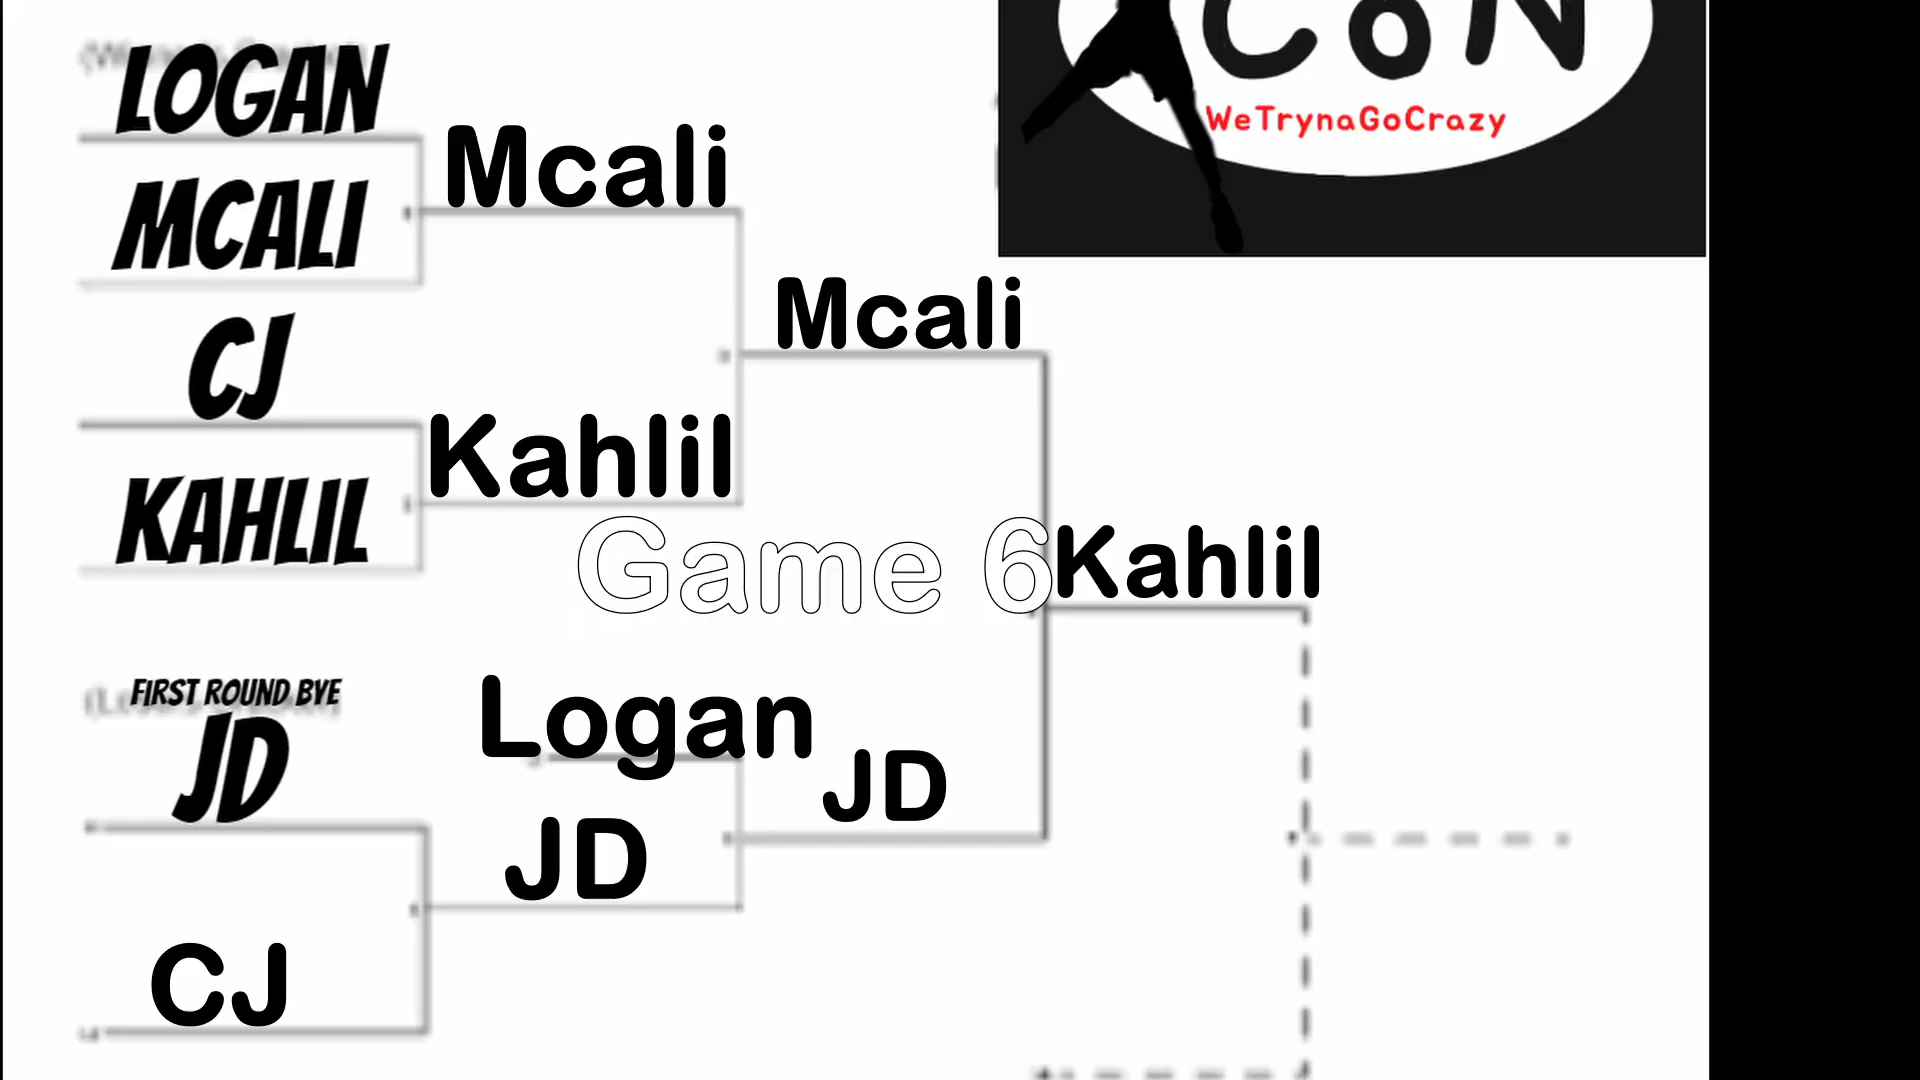 CoN
WeTrynaGoCrazy
LOGAN
Mcali
MCALI
Mcali
CJ
Kahlil
KAHLIL
Game 6
Kahlil
FIRST ROUND BYE
Logan
JD
JD
JD
CJ